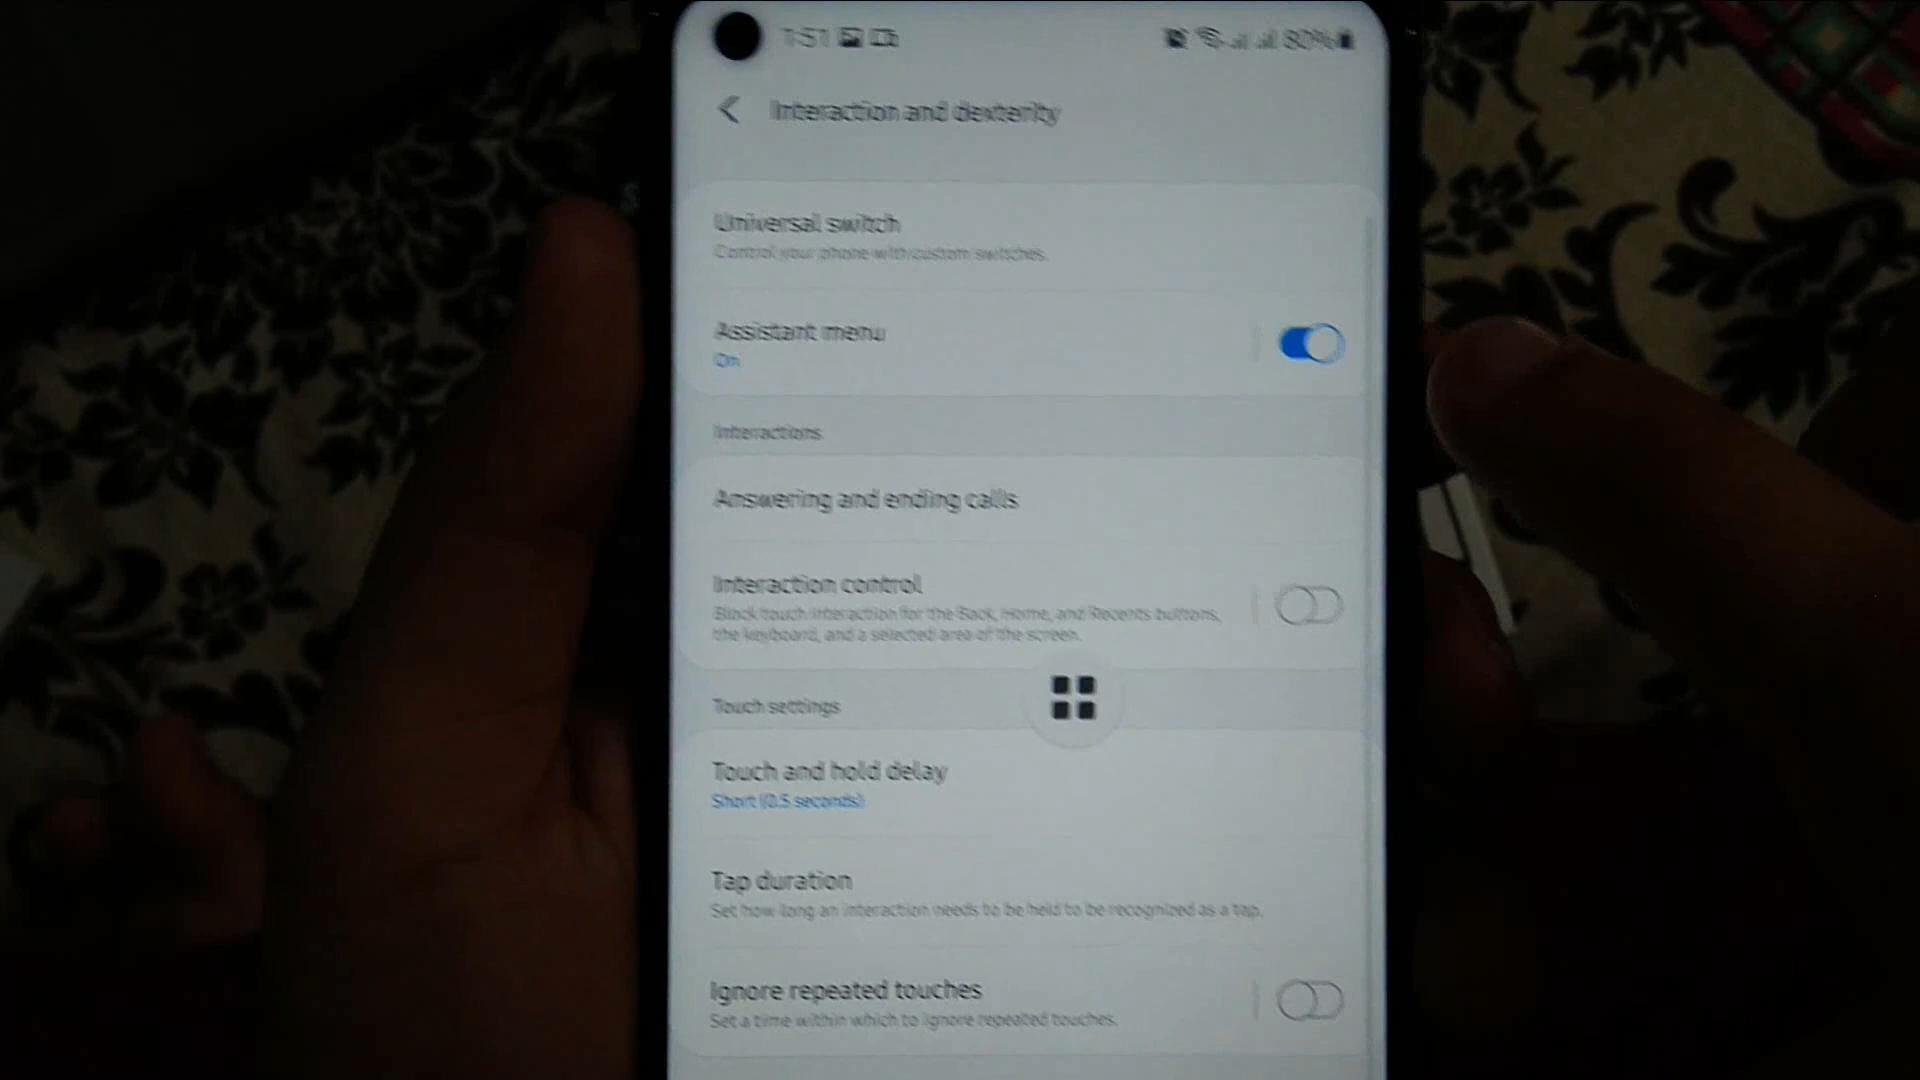 1:51 80%
Interaction and dexterity
Universal switch
Control your phone with custom switches.
Assistant menu
On
Interactions
Answering and ending calls
Interaction control
Block touch interaction for the Back, Home, and Recents buttons,
the keyboard, and a selected area of the screen.
Touch settings
Touch and hold delay
Short (0.5 seconds)
Tap duration
Set how long an interaction needs to be held to be recognized as a tap.
Ignore repeated touches
Set a time within which to ignore repeated touches.